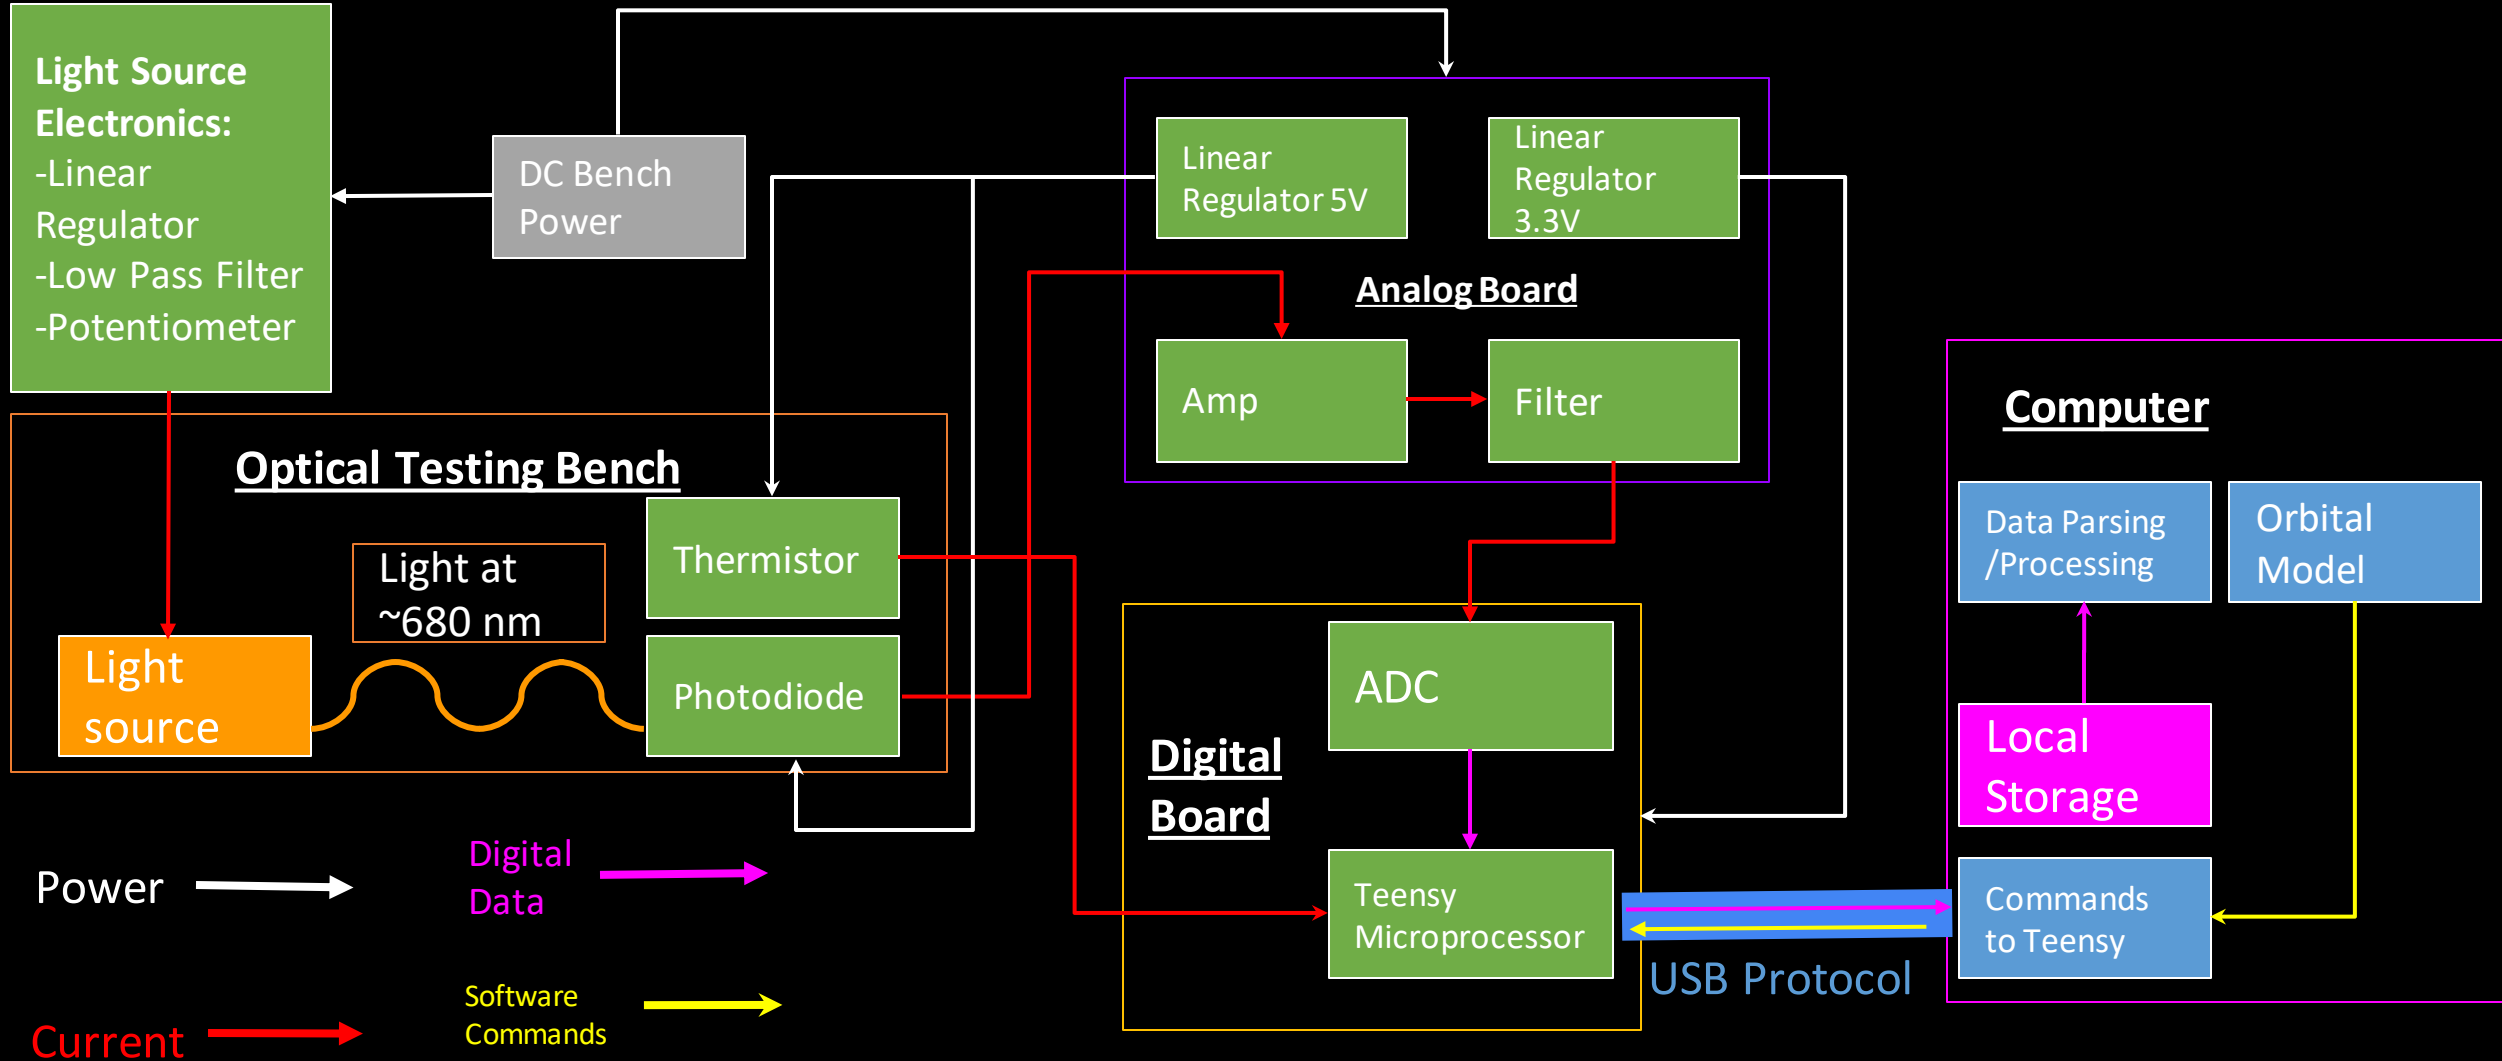 Light Source
Electronics:
-Linear
Regulator
-Low Pass Filter
-Potentiometer
DC Bench
Power
Linear
Regulator 5V
Linear
Regulator
3.3V
Analog Board
Amp
Filter
Optical Testing Bench
Thermistor
Light at
~680 nm
Light
source
Photodiode
Computer
Data Parsing
/Processing
Orbital
Model
Local
Storage
Commands
to Teensy
ADC
Digital
Board
Teensy
Microprocessor
USB Protocol
Power
Digital
Data
Current
Software
Commands